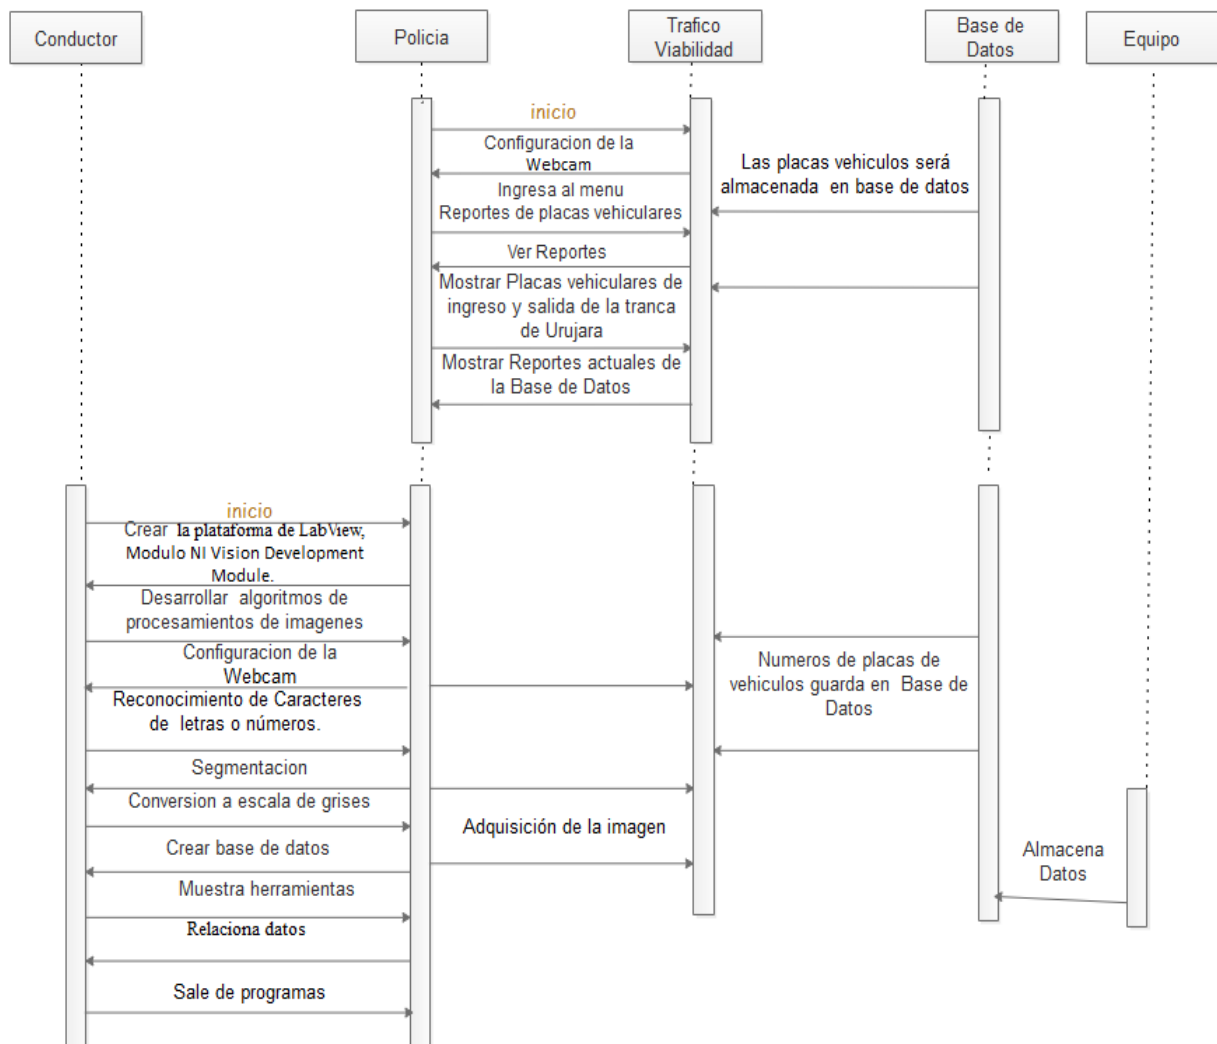 Conductor
Policia
Trafico
Viabilidad
Base de
Datos
Equipo
inicio
Configuracion de la
Webcam
Ingresa al menu
Reportes de placas vehiculares
Ver Reportes
Mostrar Placas vehiculares de
ingreso y salida de la tranca
de Urujara
Mostrar Reportes actuales de
la Base de Datos
Las placas vehiculos será
almacenada en base de datos
inicio
Crear la plataforma de LabView,
Modulo NI Vision Development
Module.
Desarrollar algoritmos de
procesamientos de imagenes
Configuracion de la
Webcam
Reconocimiento de Caracteres
de letras o números.
Segmentacion
Conversion a escala de grises
Crear base de datos
Muestra herramientas
Relaciona datos
Sale de programas
Adquisición de la imagen
Numeros de placas de
vehiculos guarda en Base de
Datos
Almacena
Datos